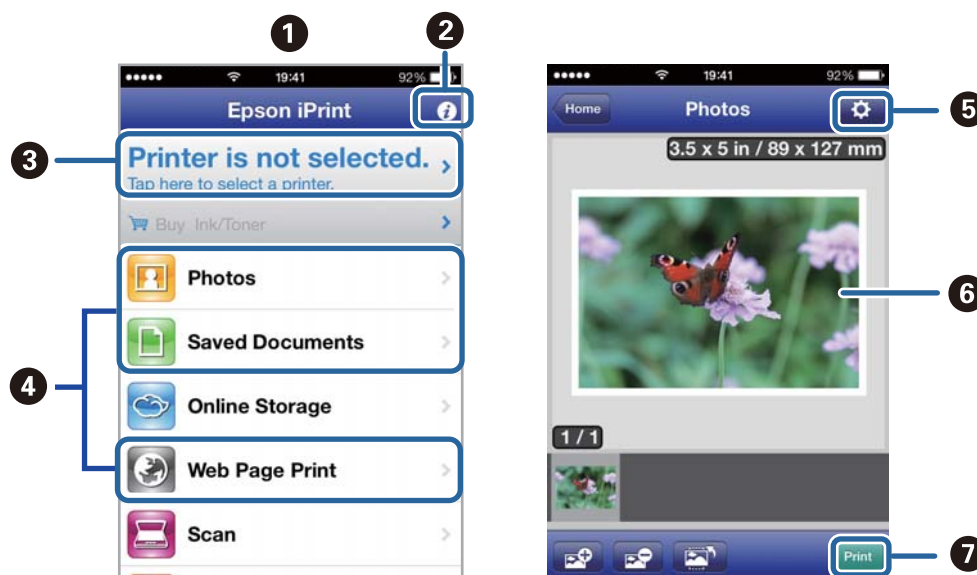 1
2
19:41 92%
Epson iPrint
i
3
Printer is not selected.
Tap here to select a printer.
Buy Ink/Toner
Photos
Saved Documents
4
Online Storage
Web Page Print
Scan
19:41 92%
Home Photos
5
3.5 x 5 in / 89 x 127 mm
6
1 / 1
Print
7